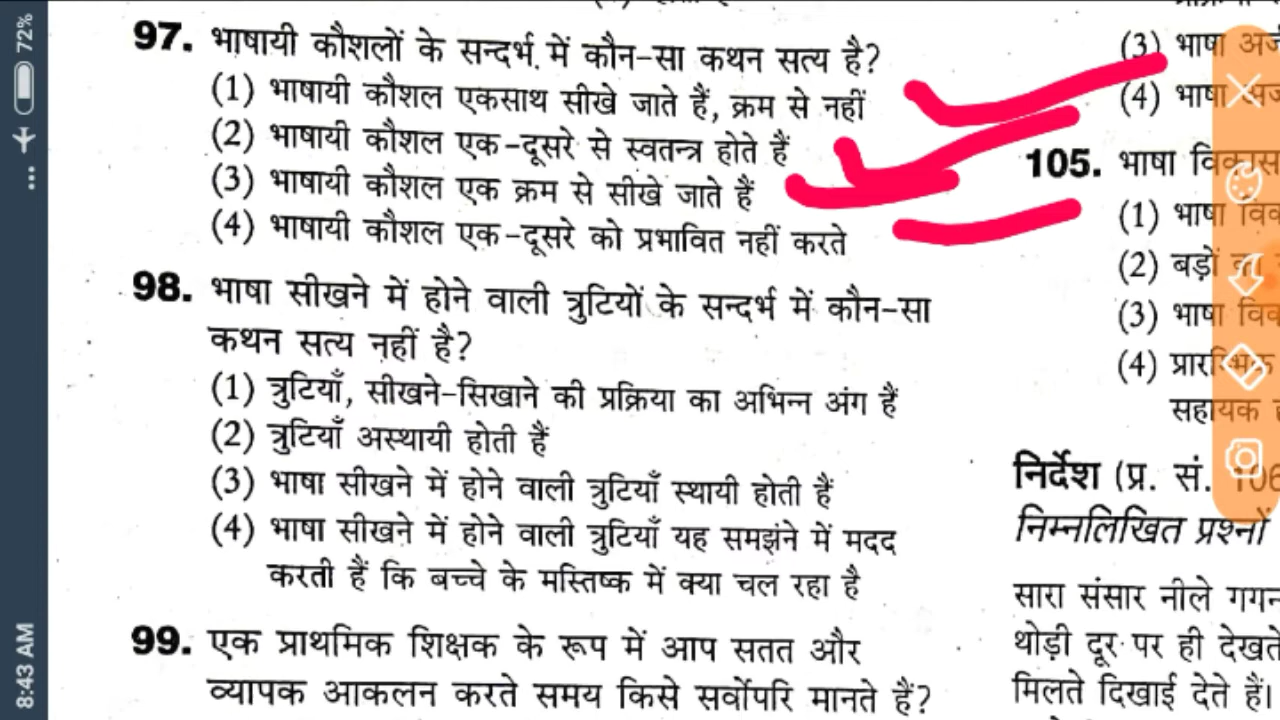 72%
8:43 AM
97. भाषायी कौशलों के सन्दर्भ में कौन-सा कथन सत्य है?
(1) भाषायी कौशल एकसाथ सीखे जाते हैं, क्रम से नहीं
(2) भाषायी कौशल एक-दूसरे से स्वतन्त्र होते हैं
(3) भाषायी कौशल एक क्रम से सीखे जाते हैं
(4) भाषायी कौशल एक-दूसरे को प्रभावित नहीं करते
98. भाषा सीखने में होने वाली त्रुटियों के सन्दर्भ में कौन-सा
कथन सत्य नहीं है?
(1) त्रुटियाँ, सीखने-सिखाने की प्रक्रिया का अभिन्न अंग हैं
(2) त्रुटियाँ अस्थायी होती हैं
(3) भाषा सीखने में होने वाली त्रुटियाँ स्थायी होती हैं
(4) भाषा सीखने में होने वाली त्रुटियाँ यह समझंने में मदद
करती हैं कि बच्चे के मस्तिष्क में क्या चल रहा है
99. एक प्राथमिक शिक्षक के रूप में आप सतत और
व्यापक आकलन करते समय किसे सर्वोपरि मानते हैं?
(3) भाषा
(4) भाषा
105. भाषा विकास
(1) भाषा
(2) बड़ों
(3) भाषा
(4) प्रारम्भिक
सहायक
निर्देश (प्र. सं. 106
निम्नलिखित प्रश्नों
सारा संसार नीले गगन
थोड़ी दूर पर ही देखते
मिलते दिखाई देते हैं।